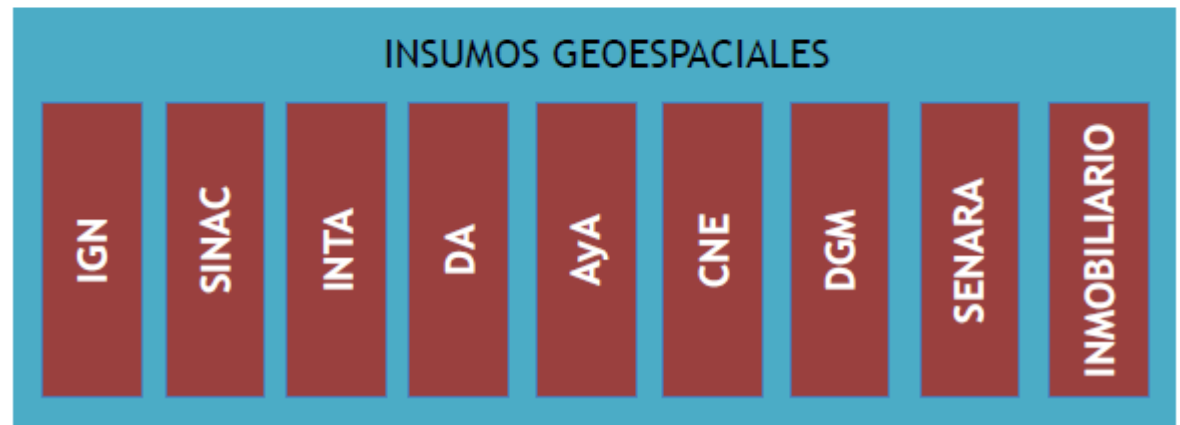 INSUMOS GEOESPACIALES
IGN
SINAC
INTA
DA
AyA
CNE
DGM
SENARA
INMOBILIARIO